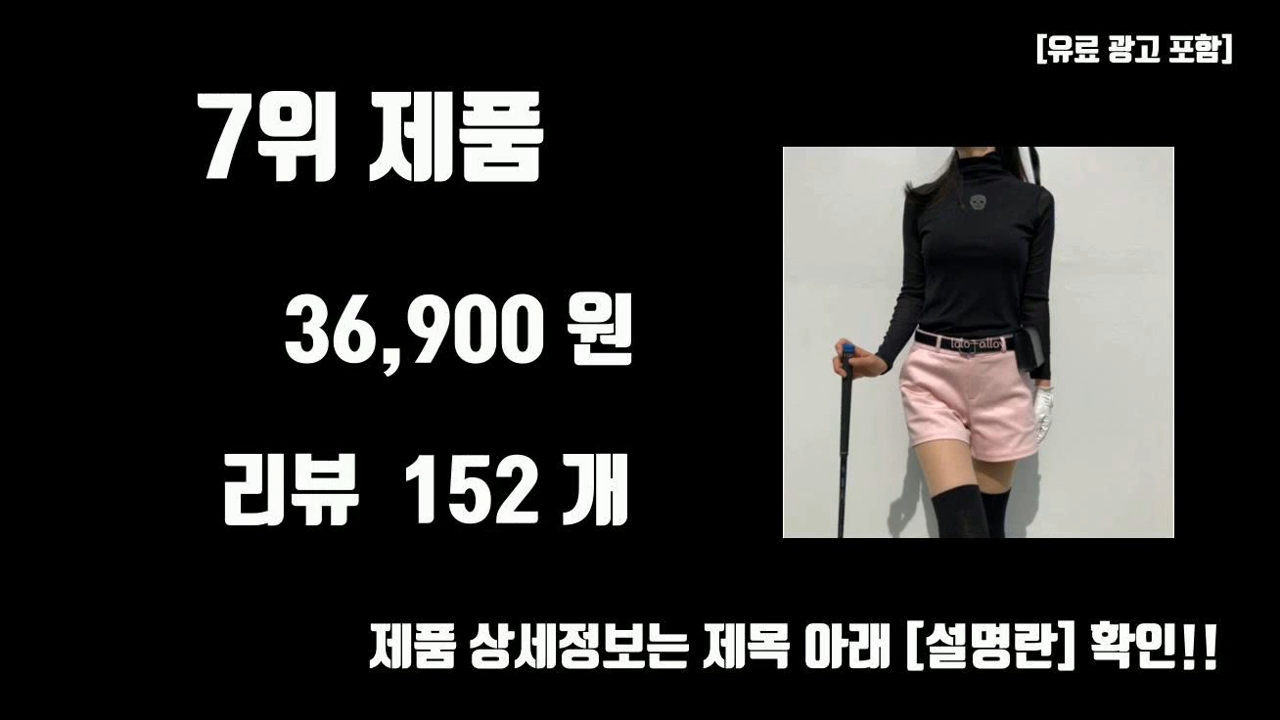 [유료 광고 포함]
7위 제품
36,900 원
리뷰 152 개
제품 상세정보는 제목 아래 [설명란] 확인!!